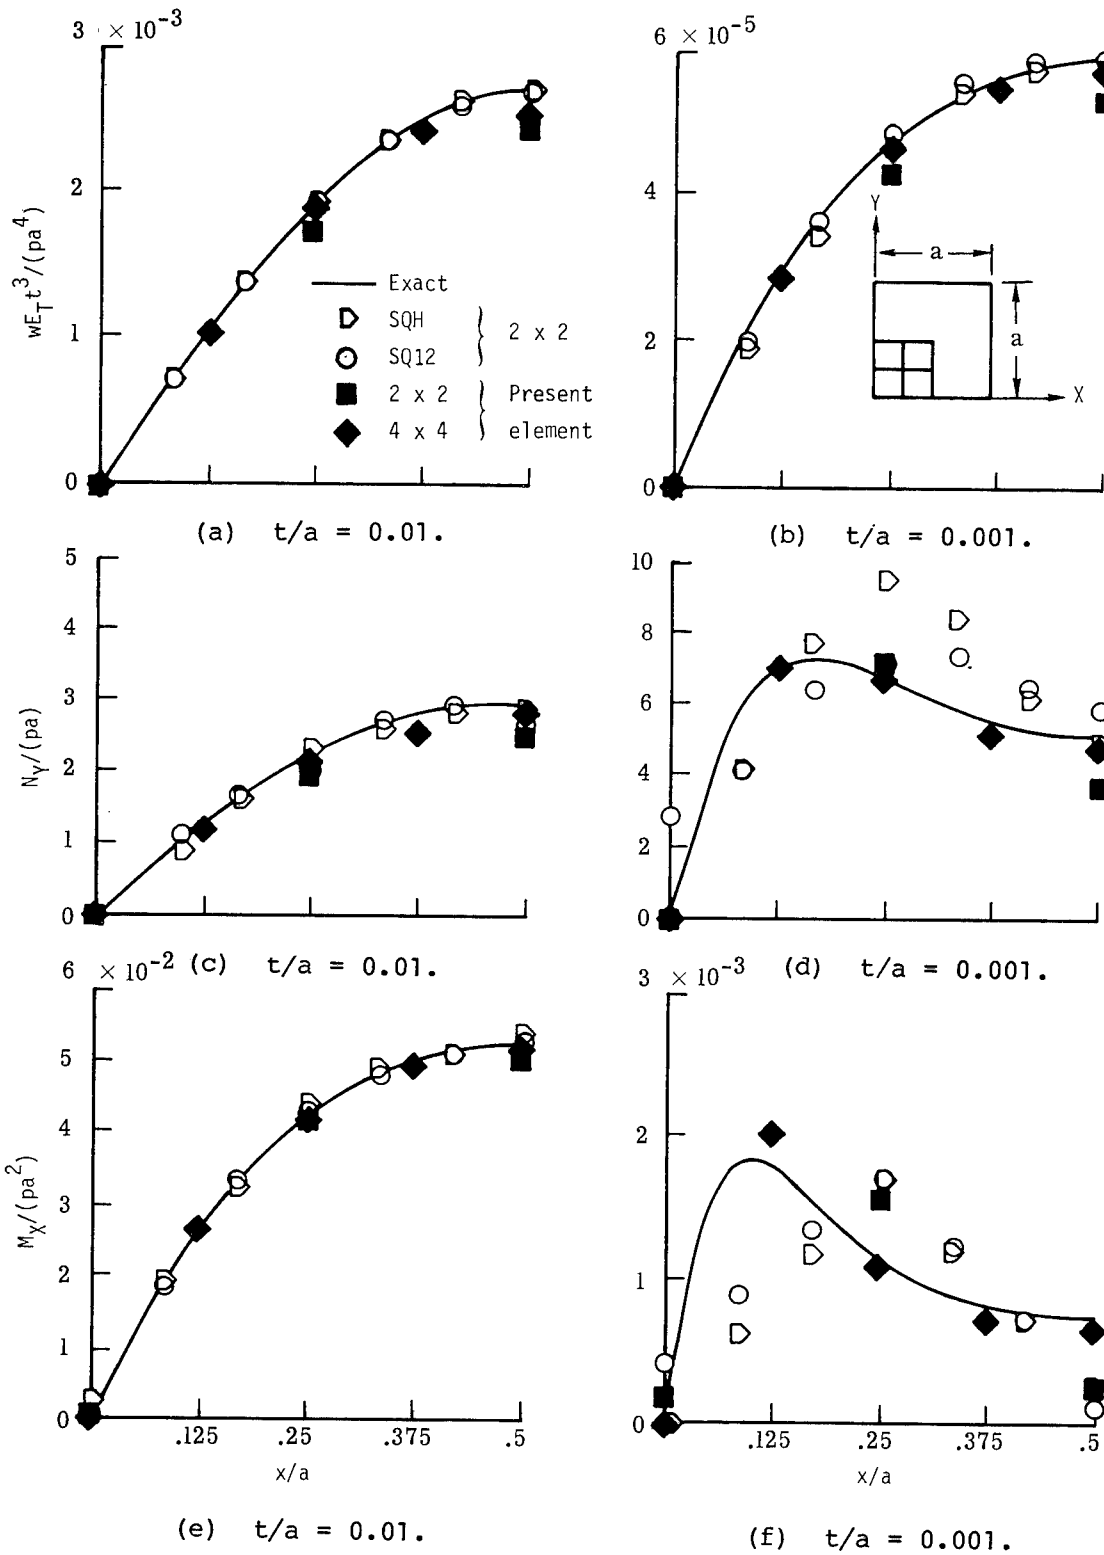 3 × 10⁻³
2
1
0
wE_T t³/(pa⁴)
Exact
SQH
SQ12
2 x 2
2 x 2
4 x 4
Present
element
(a) t/a = 0.01.
6 × 10⁻⁵
4
2
0
Y
a
a
X
(b) t/a = 0.001.
5
4
3
2
1
0
N_Y/(pa)
(c) t/a = 0.01.
10
8
6
4
2
0
(d) t/a = 0.001.
6 × 10⁻²
5
4
3
2
1
0
M_X/(pa²)
.125
.25
.375
.5
x/a
(e) t/a = 0.01.
3 × 10⁻³
2
1
0
.125
.25
.375
.5
x/a
(f) t/a = 0.001.